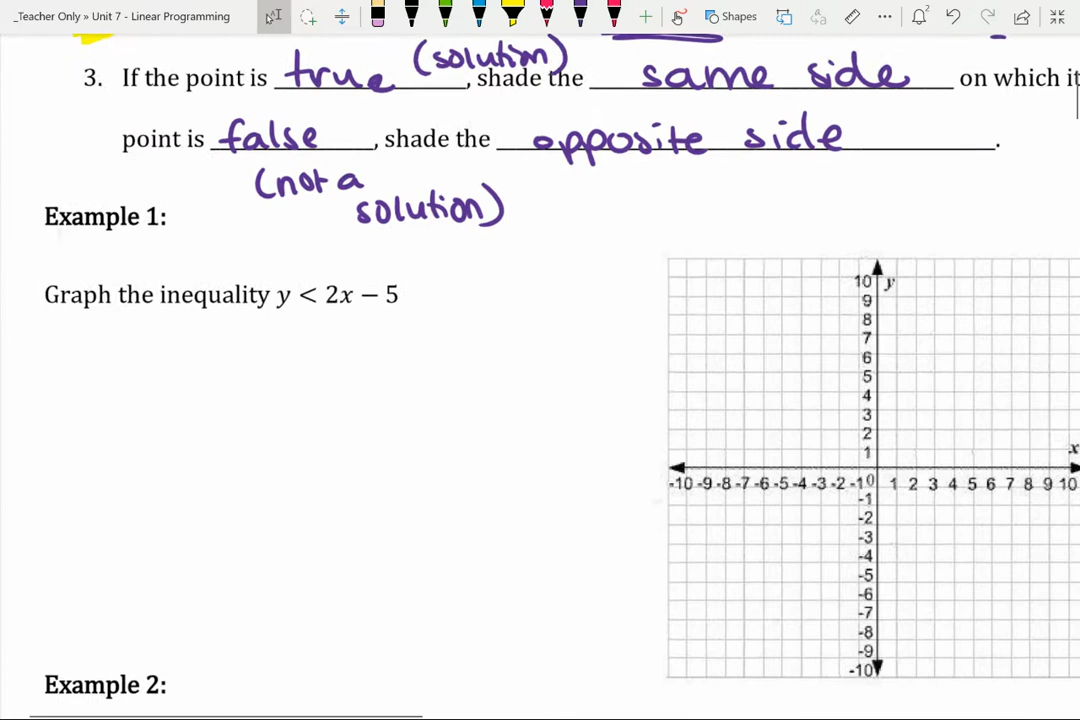 _Teacher Only » Unit 7 - Linear Programming
Shapes
2
3. If the point is true (solution), shade the same side on which it
point is false, shade the opposite side.
(not a
solution)
Example 1:
Graph the inequality y < 2x − 5
10 y
9
8
7
6
5
4
3
2
1
x
-10 -9 -8 -7 -6 -5 -4 -3 -2 -1 0 1 2 3 4 5 6 7 8 9 10
-1
-2
-3
-4
-5
-6
-7
-8
-9
-10
Example 2: